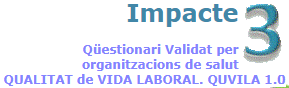 Impacte 3
Qüestionari Validat per
organitzacions de salut
QUALITAT de VIDA LABORAL. QUVILA 1.0